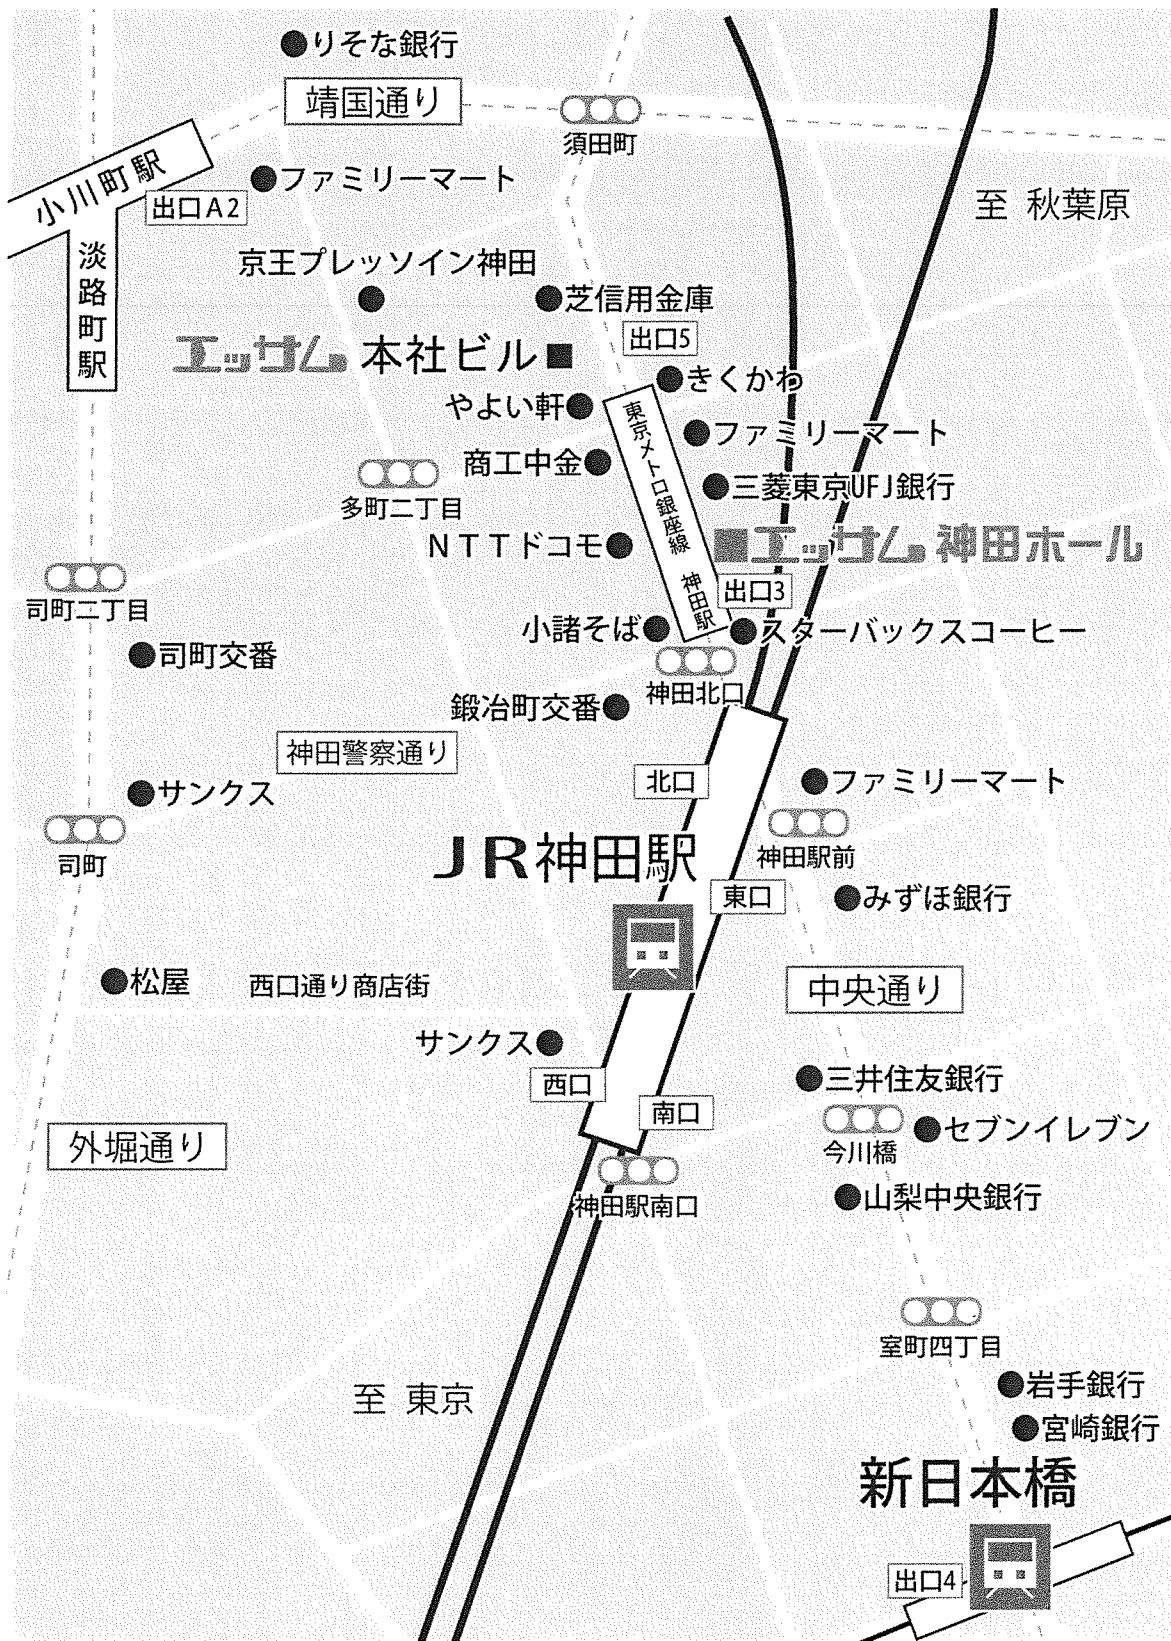 りそな銀行
靖国通り
須田町
小川町駅
ファミリーマート
出口A2
至 秋葉原
淡路町駅
京王プレッソイン神田
芝信用金庫
出口5
エッサム 本社ビル
きくかわ
やよい軒
東京メトロ銀座線 神田駅
ファミリーマート
商工中金
三菱東京UFJ銀行
多町二丁目
NTTドコモ
エッサム 神田ホール
出口3
司町二丁目
小諸そば
スターバックスコーヒー
司町交番
神田北口
鍛冶町交番
神田警察通り
北口
ファミリーマート
サンクス
司町
JR神田駅
神田駅前
東口
みずほ銀行
松屋
西口通り商店街
中央通り
サンクス
西口
三井住友銀行
南口
セブンイレブン
外堀通り
今川橋
神田駅南口
山梨中央銀行
室町四丁目
至 東京
岩手銀行
宮崎銀行
新日本橋
出口4